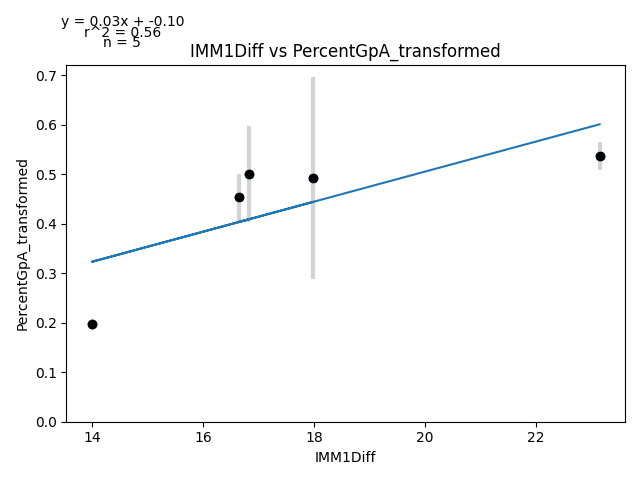 y = 0.03x + -0.10
r^2 = 0.56
n = 5
IMM1Diff vs PercentGpA_transformed
PercentGpA_transformed
0.7
0.6
0.5
0.4
0.3
0.2
0.1
0.0
14 16 18 20 22
IMM1Diff